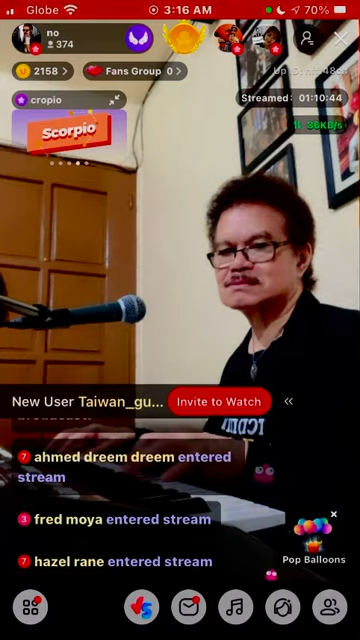 Globe
3:16 AM
70%
no
374
2158
Fans Group 0
cropio
Streamed: 01:10:44
Scorpio
New User Taiwan_gu... Invite to Watch
7 ahmed dreem dreem entered
stream
3 fred moya entered stream
7 hazel rane entered stream
Pop Balloons
VS